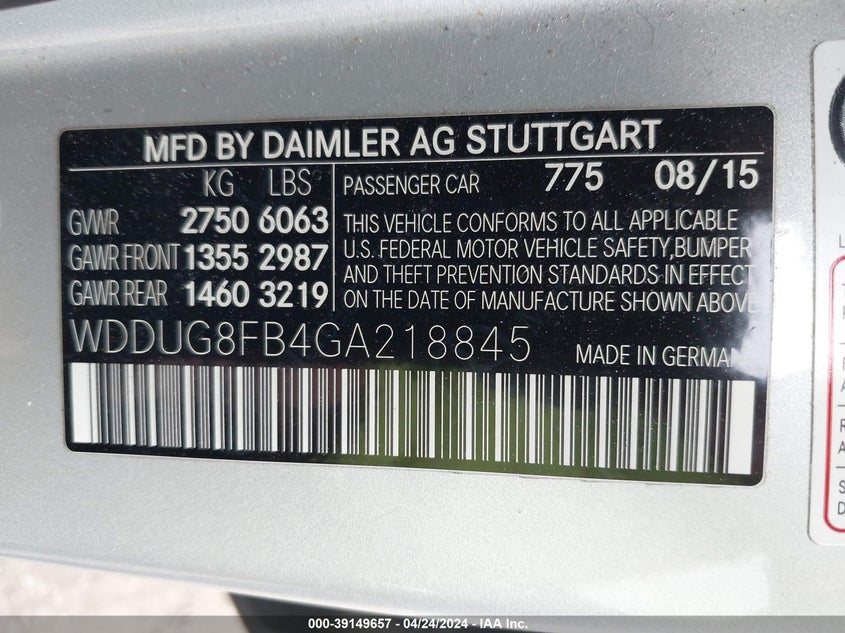 MFD BY DAIMLER AG STUTTGART
KG LBS
GVWR 2750 6063
GAWR FRONT 1355 2987
GAWR REAR 1460 3219
PASSENGER CAR 775 08/15
THIS VEHICLE CONFORMS TO ALL APPLICABLE
U.S. FEDERAL MOTOR VEHICLE SAFETY,BUMPER
AND THEFT PREVENTION STANDARDS IN EFFECT
ON THE DATE OF MANUFACTURE SHOWN ABOVE
WDDUG8FB4GA218845
MADE IN GERMANY
000-39149657 / 04/24/2024 - IAA Inc.